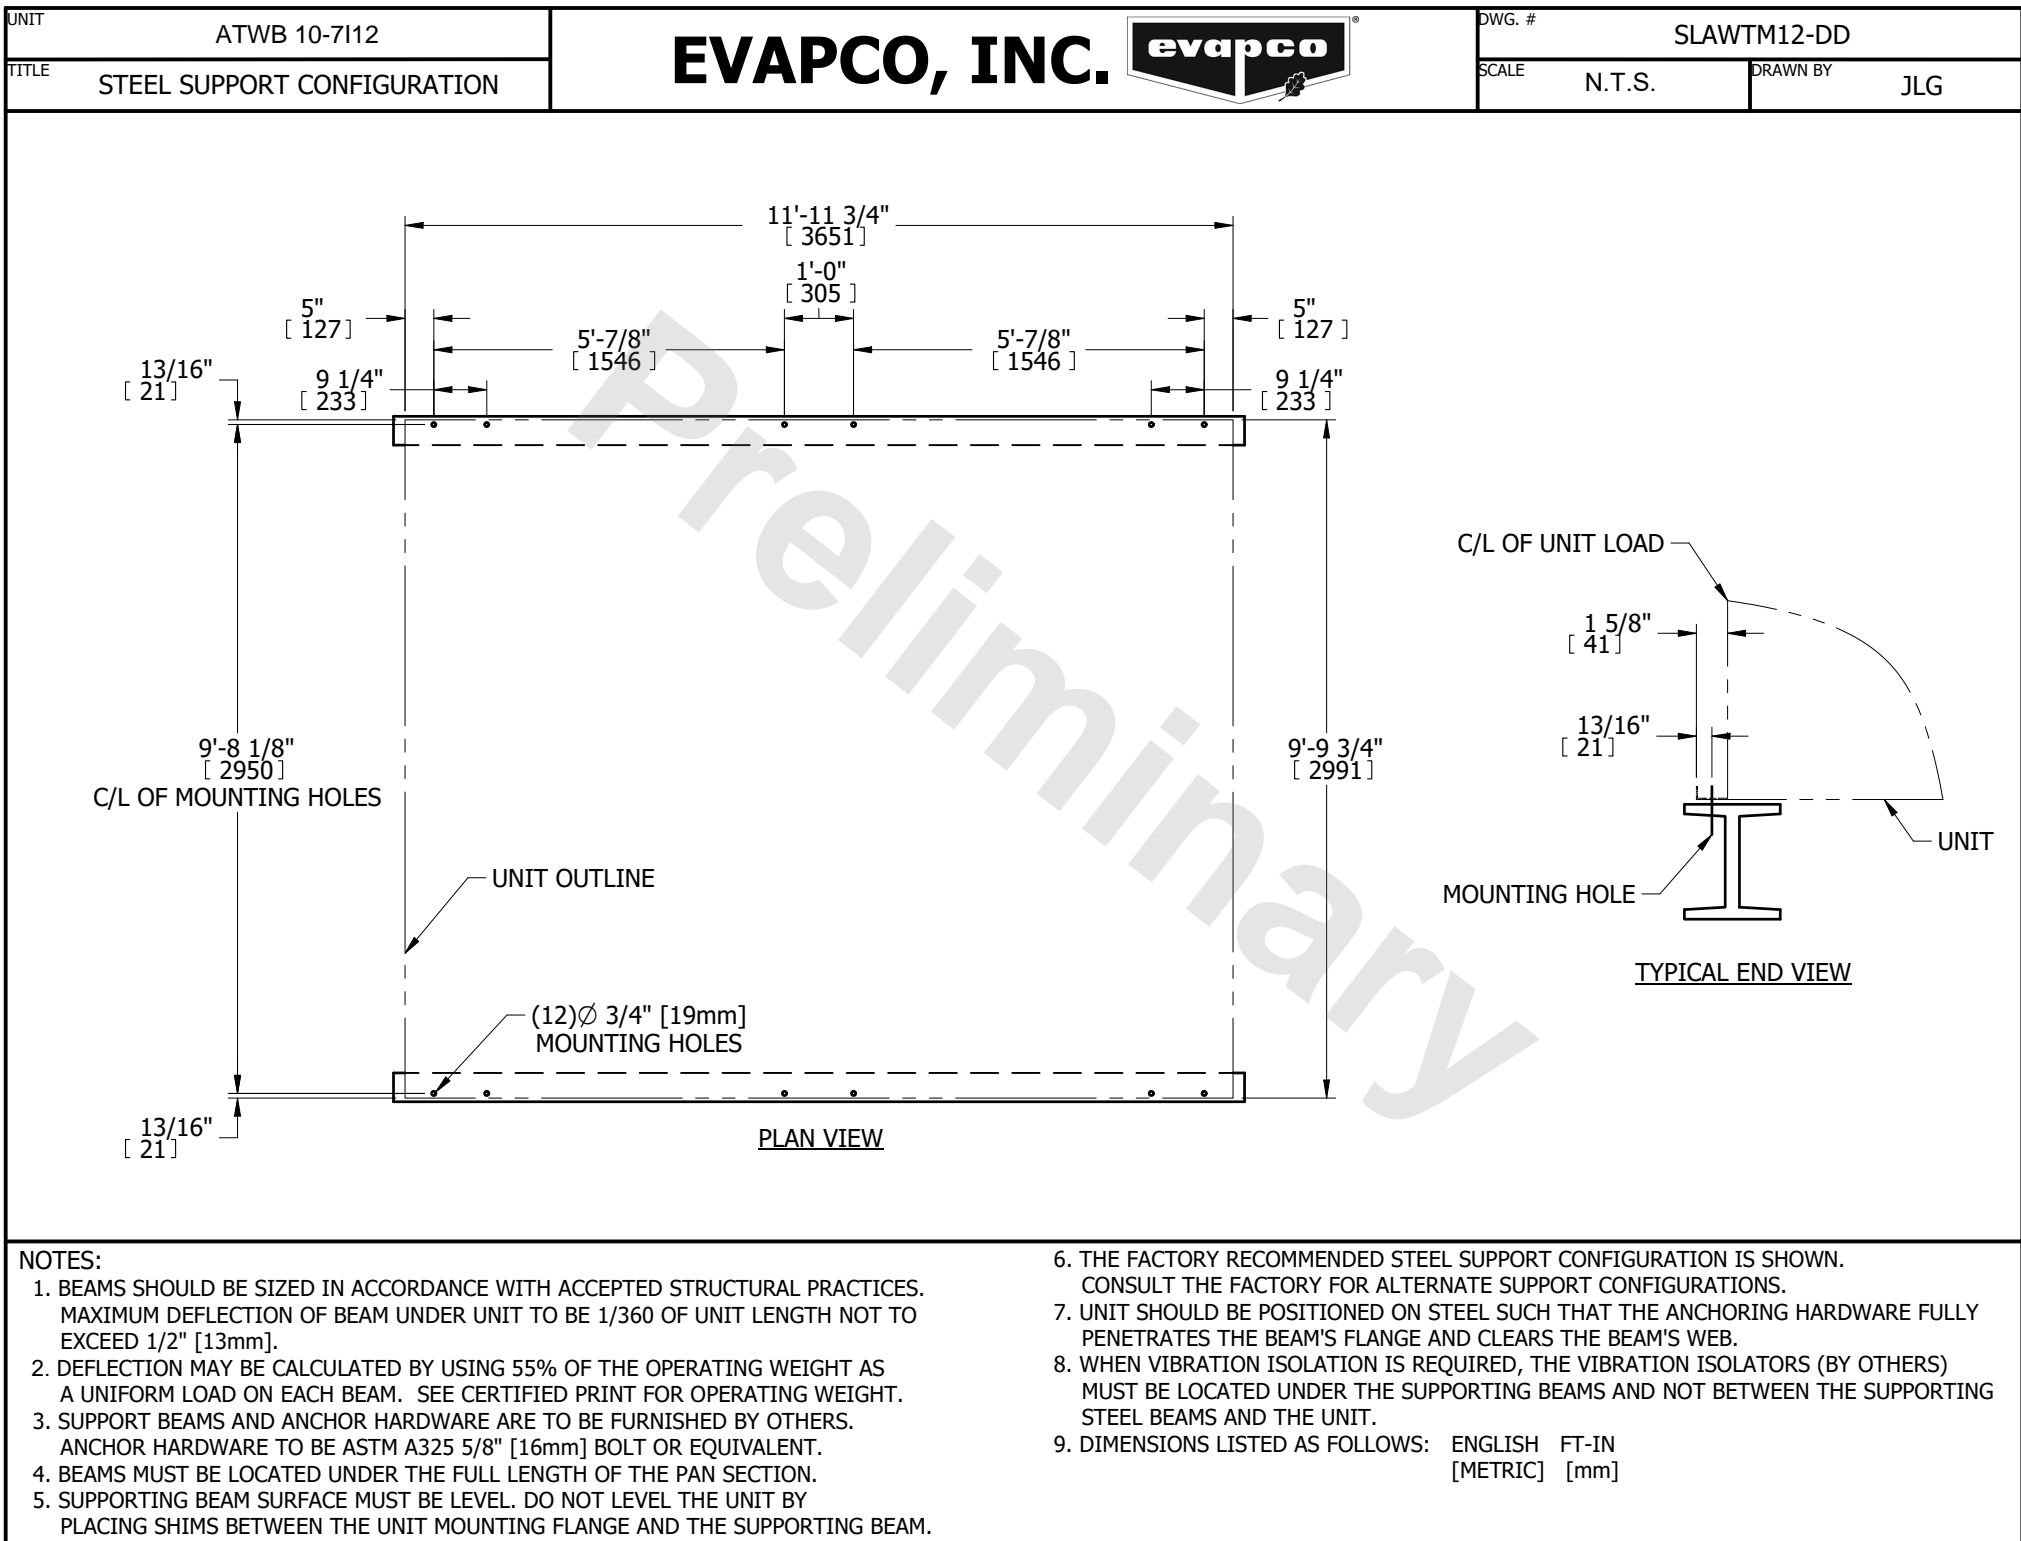 UNIT
ATWB 10-7I12
TITLE
STEEL SUPPORT CONFIGURATION
EVAPCO, INC.
evapco
®
DWG. #
SLAWTM12-DD
SCALE
N.T.S.
DRAWN BY
JLG
11'-11 3/4"
[ 3651]
1'-0"
[ 305 ]
5"
[ 127]
5"
[ 127 ]
5'-7/8"
[ 1546 ]
5'-7/8"
[ 1546 ]
13/16"
[ 21]
9 1/4"
[ 233]
9 1/4"
[ 233 ]
Preliminary
C/L OF UNIT LOAD
1 5/8"
[ 41]
13/16"
[ 21]
9'-8 1/8"
[ 2950]
C/L OF MOUNTING HOLES
9'-9 3/4"
[ 2991]
UNIT
UNIT OUTLINE
MOUNTING HOLE
TYPICAL END VIEW
(12)∅ 3/4" [19mm]
MOUNTING HOLES
13/16"
[ 21]
PLAN VIEW
NOTES:
1. BEAMS SHOULD BE SIZED IN ACCORDANCE WITH ACCEPTED STRUCTURAL PRACTICES.
MAXIMUM DEFLECTION OF BEAM UNDER UNIT TO BE 1/360 OF UNIT LENGTH NOT TO
EXCEED 1/2" [13mm].
2. DEFLECTION MAY BE CALCULATED BY USING 55% OF THE OPERATING WEIGHT AS
A UNIFORM LOAD ON EACH BEAM. SEE CERTIFIED PRINT FOR OPERATING WEIGHT.
3. SUPPORT BEAMS AND ANCHOR HARDWARE ARE TO BE FURNISHED BY OTHERS.
ANCHOR HARDWARE TO BE ASTM A325 5/8" [16mm] BOLT OR EQUIVALENT.
4. BEAMS MUST BE LOCATED UNDER THE FULL LENGTH OF THE PAN SECTION.
5. SUPPORTING BEAM SURFACE MUST BE LEVEL. DO NOT LEVEL THE UNIT BY
PLACING SHIMS BETWEEN THE UNIT MOUNTING FLANGE AND THE SUPPORTING BEAM.
6. THE FACTORY RECOMMENDED STEEL SUPPORT CONFIGURATION IS SHOWN.
CONSULT THE FACTORY FOR ALTERNATE SUPPORT CONFIGURATIONS.
7. UNIT SHOULD BE POSITIONED ON STEEL SUCH THAT THE ANCHORING HARDWARE FULLY
PENETRATES THE BEAM'S FLANGE AND CLEARS THE BEAM'S WEB.
8. WHEN VIBRATION ISOLATION IS REQUIRED, THE VIBRATION ISOLATORS (BY OTHERS)
MUST BE LOCATED UNDER THE SUPPORTING BEAMS AND NOT BETWEEN THE SUPPORTING
STEEL BEAMS AND THE UNIT.
9. DIMENSIONS LISTED AS FOLLOWS: ENGLISH FT-IN
[METRIC] [mm]